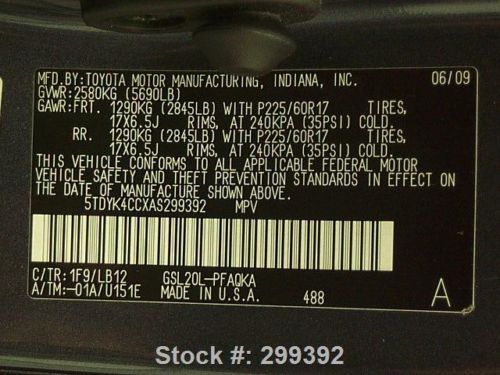 MFD.BY:TOYOTA MOTOR MANUFACTURING, INDIANA, INC. 06/09
GVWR:2580KG (5690LB)
GAWR:FRT. 1290KG (2845LB) WITH P225/60R17 TIRES,
17X6.5J RIMS, AT 240KPA (35PSI) COLD.
RR. 1290KG (2845LB) WITH P225/60R17 TIRES,
17X6.5J RIMS, AT 240KPA (35PSI) COLD.
THIS VEHICLE CONFORMS TO ALL APPLICABLE FEDERAL MOTOR
VEHICLE SAFETY AND THEFT PREVENTION STANDARDS IN EFFECT ON
THE DATE OF MANUFACTURE SHOWN ABOVE.
5TDYK4CCXAS299392 MPV
C/TR:1F9/LB12 GSL20L-PFAQKA
A/TM:-01A/U151E MADE IN U.S.A. 488 A
Stock #: 299392